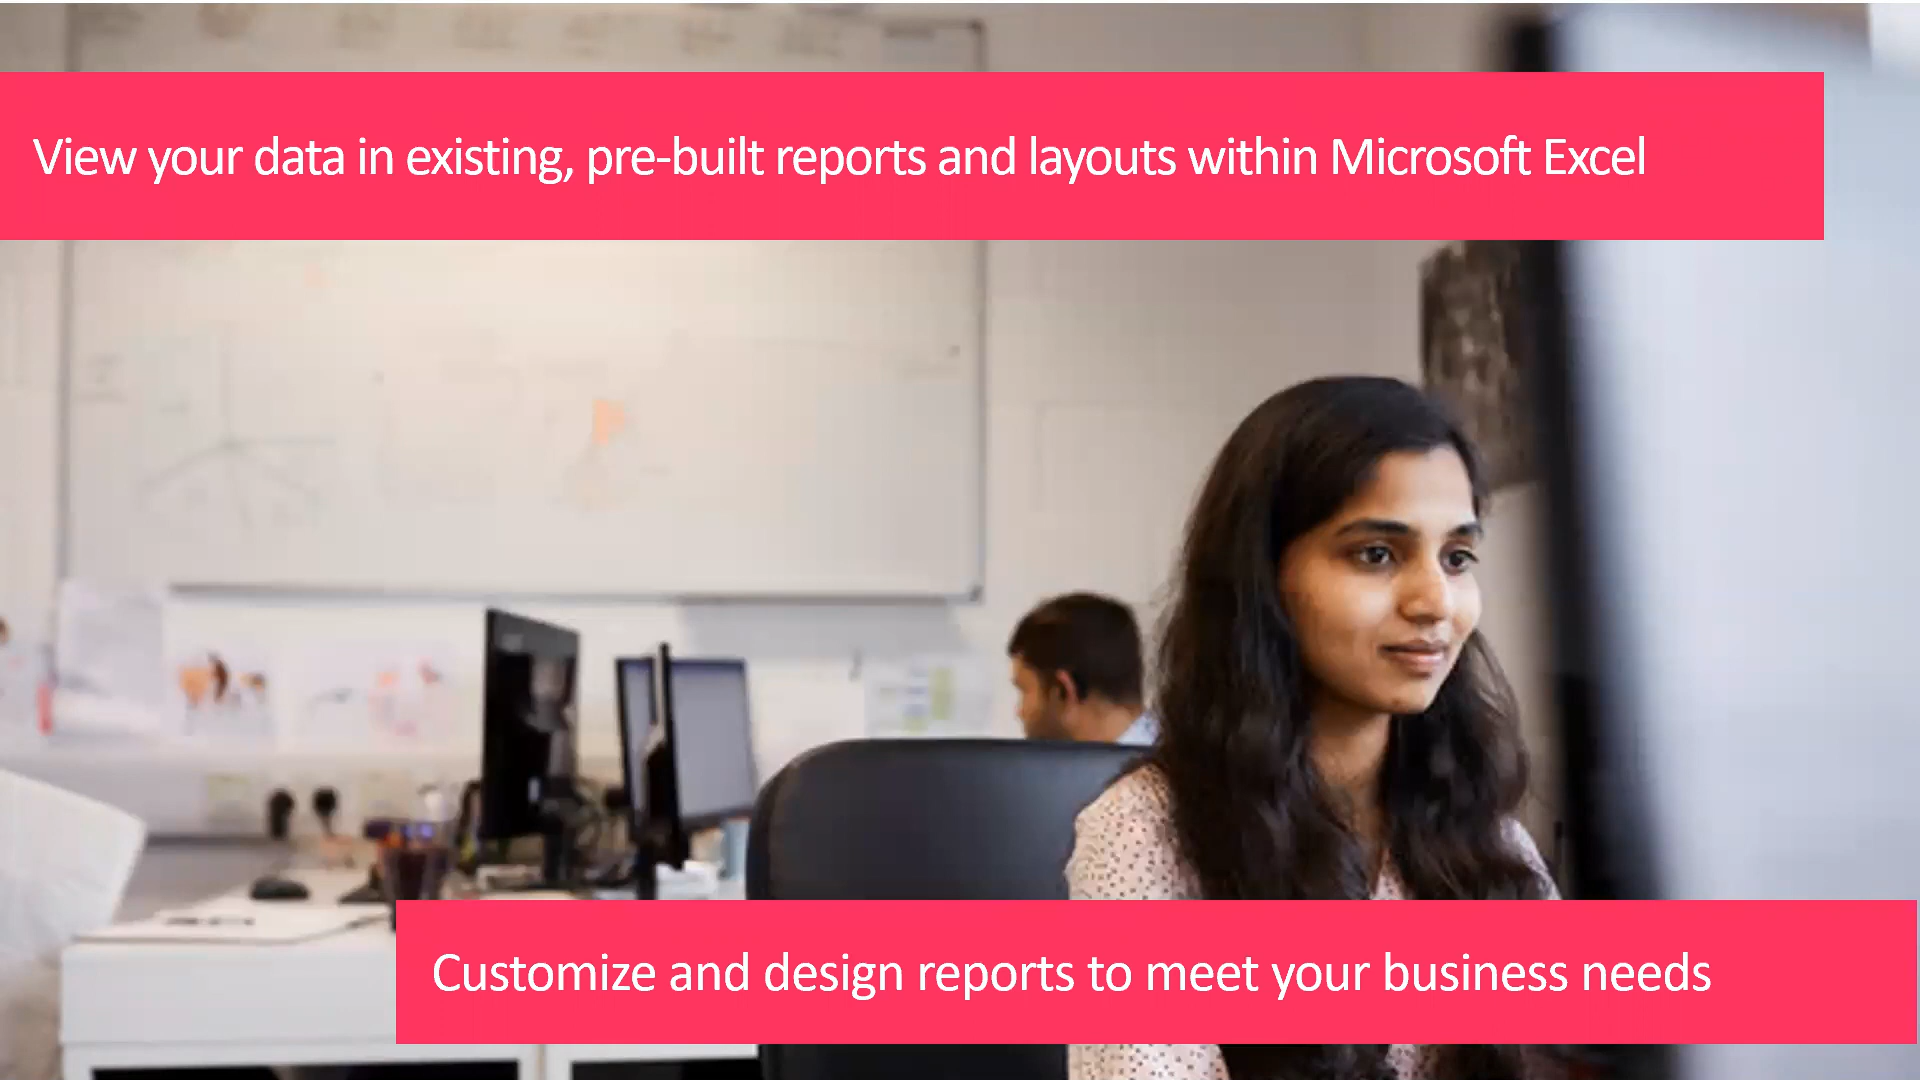 View your data in existing, pre-built reports and layouts within Microsoft Excel
Customize and design reports to meet your business needs